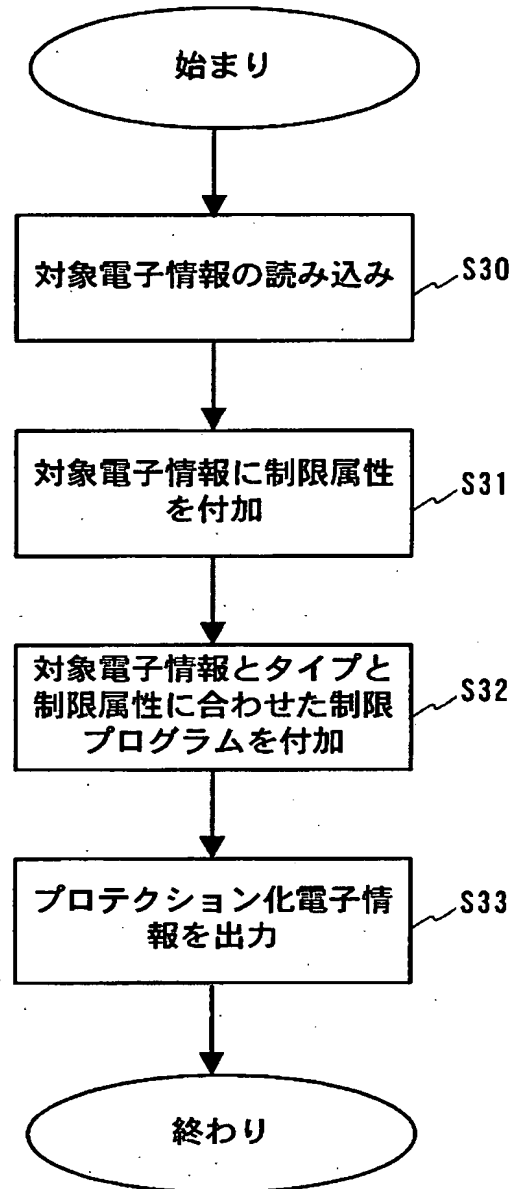 始まり
対象電子情報の読み込み
S30
対象電子情報に制限属性
を付加
S31
対象電子情報とタイプと
制限属性に合わせた制限
プログラムを付加
S32
プロテクション化電子情
報を出力
S33
終わり